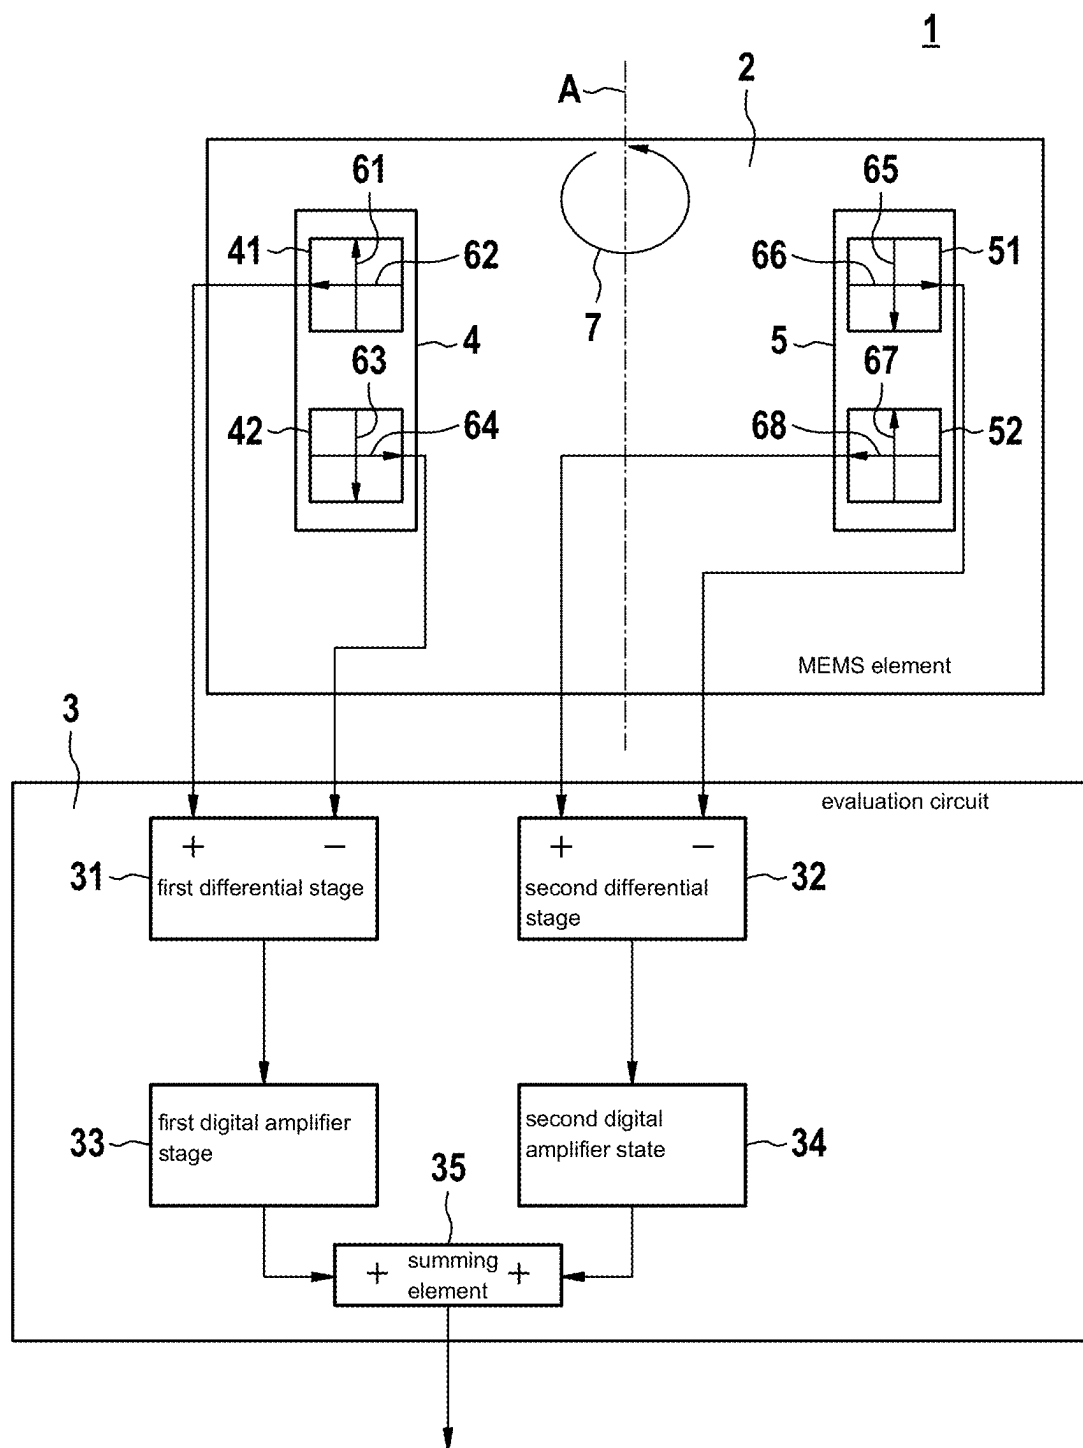 1
A
2
61
65
41
62
66
51
7
4
5
63
67
42
64
68
52
MEMS element
3
evaluation circuit
+ −
+ −
31
first differential stage
second differential
stage
32
33
first digital amplifier
stage
second digital
amplifier state
34
35
+ summing +
element